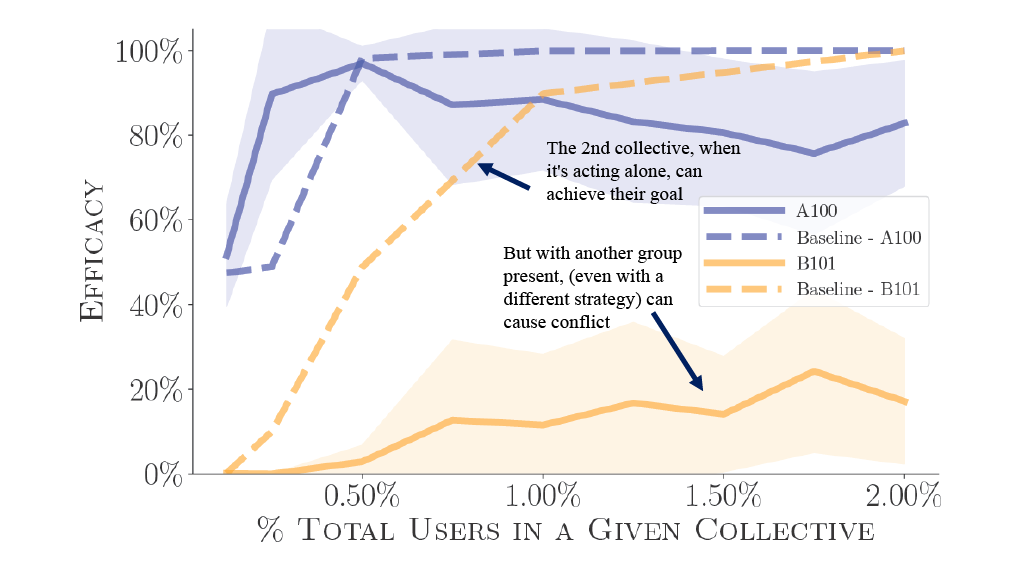 100%
80%
60%
40%
20%
0%
EFFICACY
The 2nd collective, when
it's acting alone, can
achieve their goal
But with another group
present, (even with a
different strategy) can
cause conflict
A100
Baseline - A100
B101
Baseline - B101
0.50%
1.00%
1.50%
2.00%
% TOTAL USERS IN A GIVEN COLLECTIVE